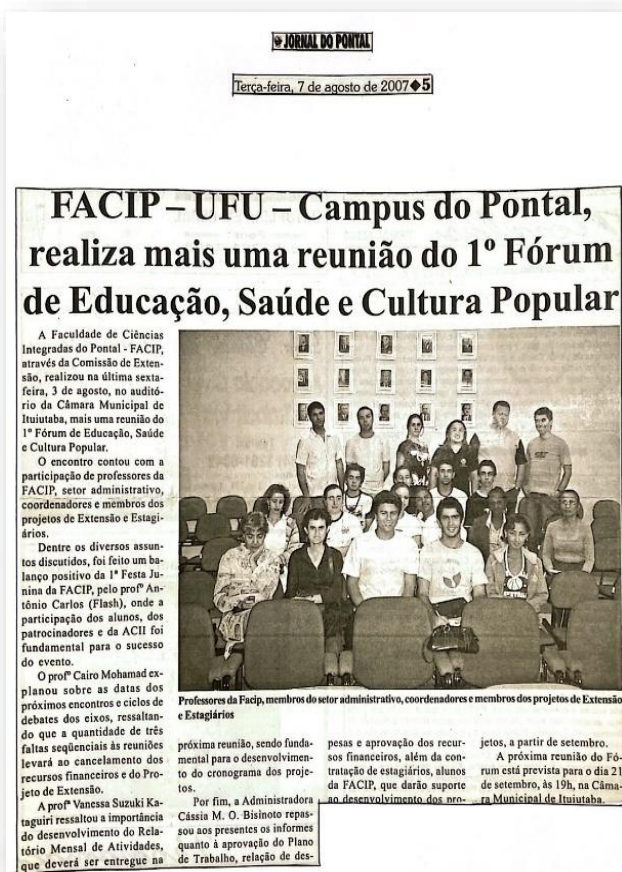 JORNAL DO PONTAL
Terça-feira, 7 de agosto de 2007◆5
FACIP – UFU – Campus do Pontal,
realiza mais uma reunião do 1º Fórum
de Educação, Saúde e Cultura Popular
A Faculdade de Ciências
Integradas do Pontal - FACIP,
através da Comissão de Exten-
são, realizou na última sexta-
feira, 3 de agosto, no auditó-
rio da Câmara Municipal de
Ituiutaba, mais uma reunião do
1º Fórum de Educação, Saúde
e Cultura Popular.
O encontro contou com a
participação de professores da
FACIP, setor administrativo,
coordenadores e membros dos
projetos de Extensão e Estagi-
ários.
Dentre os diversos assun-
tos discutidos, foi feito um ba-
lanço positivo da 1ª Festa Ju-
nina da FACIP, pelo profº An-
tônio Carlos (Flash), onde a
participação dos alunos, dos
patrocinadores e da ACII foi
fundamental para o sucesso
do evento.
O profº Cairo Mohamad ex-
planou sobre as datas dos
próximos encontros e ciclos de
debates dos eixos, ressaltan-
do que a quantidade de três
faltas seqüenciais às reuniões
levará ao cancelamento dos
recursos financeiros e do Pro-
jeto de Extensão.
A profª Vanessa Suzuki Ka-
taguiri ressaltou a importância
do desenvolvimento do Rela-
tório Mensal de Atividades,
que deverá ser entregue na
Professores da Facip, membros do setor administrativo, coordenadores e membros dos projetos de Extensão
e Estagiários
próxima reunião, sendo funda-
mental para o desenvolvimen-
to do cronograma dos proje-
tos.
Por fim, a Administradora
Cássia M. O. Bisinoto repas-
sou aos presentes os informes
quanto à aprovação do Plano
de Trabalho, relação de des-
pesas e aprovação dos recur-
sos financeiros, além da con-
tratação de estagiários, alunos
da FACIP, que darão suporte
ao desenvolvimento dos pro-
jetos, a partir de setembro.
A próxima reunião do Fó-
rum está prevista para o dia 21
de setembro, às 19h, na Câma-
ra Municipal de Ituiutaba.